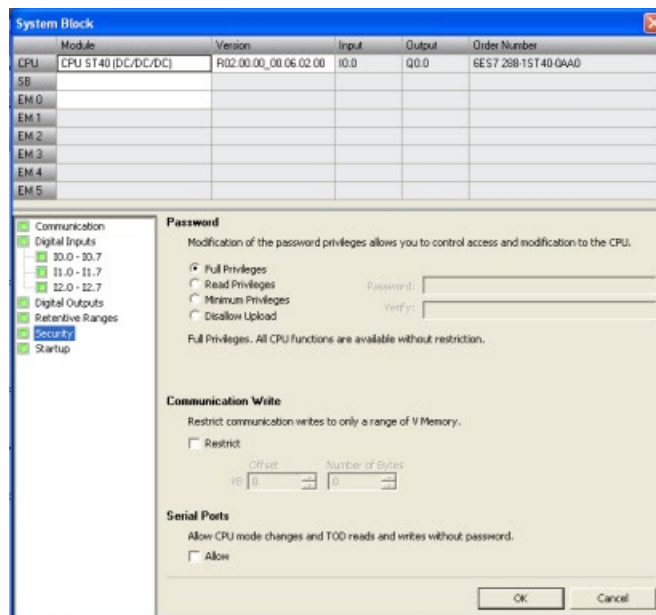 System Block
Module Version Input Output Order Number
CPU CPU ST40 (DC/DC/DC) R02.00.00_00.06.02.00 I0.0 Q0.0 6ES7 288-1ST40-0AA0
SB
EM 0
EM 1
EM 2
EM 3
EM 4
EM 5
Communication
Digital Inputs
I0.0 - I0.7
I1.0 - I1.7
I2.0 - I2.7
Digital Outputs
Retentive Ranges
Security
Startup
Password
Modification of the password privileges allows you to control access and modification to the CPU.
Full Privileges
Read Privileges
Minimum Privileges
Disallow Upload
Password:
Verify:
Full Privileges. All CPU functions are available without restriction.
Communication Write
Restrict communication writes to only a range of V Memory.
Restrict
Offset Number of Bytes
VB 0 0
Serial Ports
Allow CPU mode changes and TOD reads and writes without password.
Allow
OK Cancel